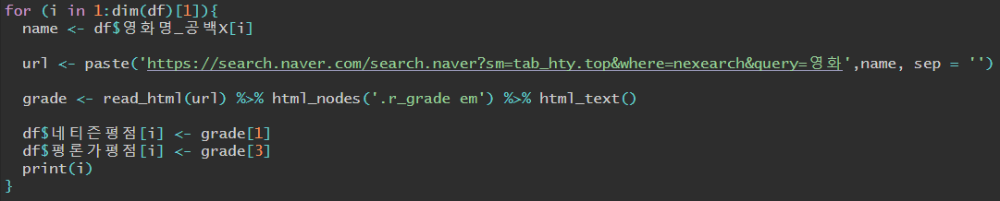 for (i in 1:dim(df)[1]){
  name <- df$영화명_공백X[i]
  url <- paste('https://search.naver.com/search.naver?sm=tab_hty.top&where=nexearch&query=영화',name, sep = '')
  grade <- read_html(url) %>% html_nodes('.r_grade em') %>% html_text()
  df$네티즌평점[i] <- grade[1]
  df$평론가평점[i] <- grade[3]
  print(i)
}